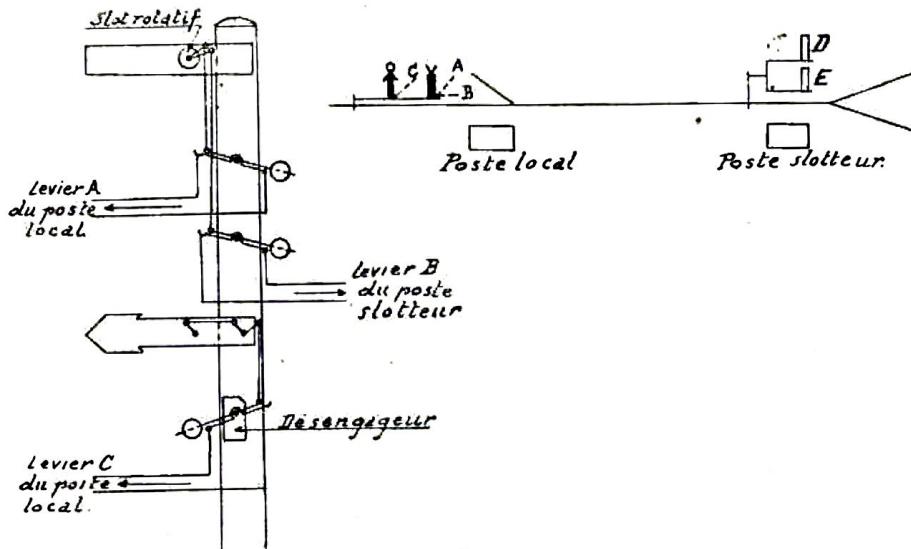 Slot rotatif
Levier A
du poste
local.
Levier B
du poste
slotteur
Désengageur
Levier C
du poste
local.
C
A
B
D
E
Poste local
Poste slotteur.